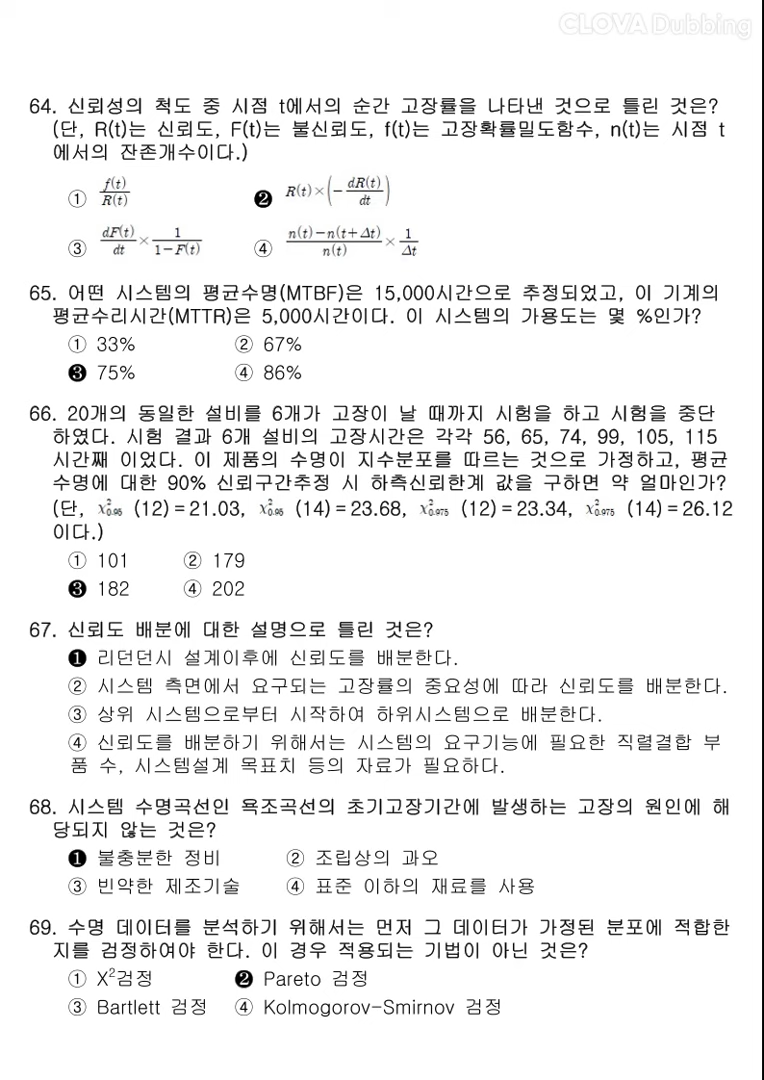 CLOVA Dubbing
64. 신뢰성의 척도 중 시점 t에서의 순간 고장률을 나타낸 것으로 틀린 것은?
(단, R(t)는 신뢰도, F(t)는 불신뢰도, f(t)는 고장확률밀도함수, n(t)는 시점 t
에서의 잔존개수이다.)
① f(t)/R(t) ❷ R(t)×(-dR(t)/dt)
③ dF(t)/dt × 1/(1-F(t)) ④ (n(t)-n(t+Δt))/n(t) × 1/Δt
65. 어떤 시스템의 평균수명(MTBF)은 15,000시간으로 추정되었고, 이 기계의
평균수리시간(MTTR)은 5,000시간이다. 이 시스템의 가용도는 몇 %인가?
① 33% ② 67%
❸ 75% ④ 86%
66. 20개의 동일한 설비를 6개가 고장이 날 때까지 시험을 하고 시험을 중단
하였다. 시험 결과 6개 설비의 고장시간은 각각 56, 65, 74, 99, 105, 115
시간째 이었다. 이 제품의 수명이 지수분포를 따르는 것으로 가정하고, 평균
수명에 대한 90% 신뢰구간추정 시 하측신뢰한계 값을 구하면 약 얼마인가?
(단, χ²0.95 (12)=21.03, χ²0.95 (14)=23.68, χ²0.975 (12)=23.34, χ²0.975 (14)=26.12
이다.)
① 101 ② 179
❸ 182 ④ 202
67. 신뢰도 배분에 대한 설명으로 틀린 것은?
❶ 리던던시 설계이후에 신뢰도를 배분한다.
② 시스템 측면에서 요구되는 고장률의 중요성에 따라 신뢰도를 배분한다.
③ 상위 시스템으로부터 시작하여 하위시스템으로 배분한다.
④ 신뢰도를 배분하기 위해서는 시스템의 요구기능에 필요한 직렬결합 부
품 수, 시스템설계 목표치 등의 자료가 필요하다.
68. 시스템 수명곡선인 욕조곡선의 초기고장기간에 발생하는 고장의 원인에 해
당되지 않는 것은?
❶ 불충분한 정비 ② 조립상의 과오
③ 빈약한 제조기술 ④ 표준 이하의 재료를 사용
69. 수명 데이터를 분석하기 위해서는 먼저 그 데이터가 가정된 분포에 적합한
지를 검정하여야 한다. 이 경우 적용되는 기법이 아닌 것은?
① X²검정 ❷ Pareto 검정
③ Bartlett 검정 ④ Kolmogorov-Smirnov 검정